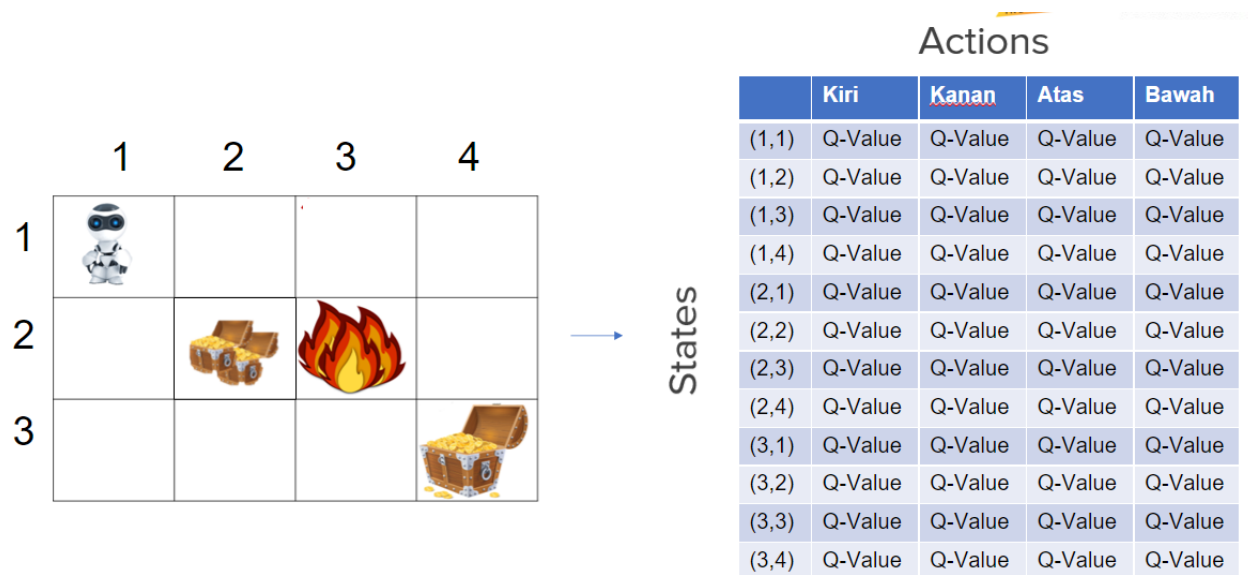 Actions
Kiri Kanan Atas Bawah
1 2 3 4
1
2
3
States
(1,1) Q-Value Q-Value Q-Value Q-Value
(1,2) Q-Value Q-Value Q-Value Q-Value
(1,3) Q-Value Q-Value Q-Value Q-Value
(1,4) Q-Value Q-Value Q-Value Q-Value
(2,1) Q-Value Q-Value Q-Value Q-Value
(2,2) Q-Value Q-Value Q-Value Q-Value
(2,3) Q-Value Q-Value Q-Value Q-Value
(2,4) Q-Value Q-Value Q-Value Q-Value
(3,1) Q-Value Q-Value Q-Value Q-Value
(3,2) Q-Value Q-Value Q-Value Q-Value
(3,3) Q-Value Q-Value Q-Value Q-Value
(3,4) Q-Value Q-Value Q-Value Q-Value